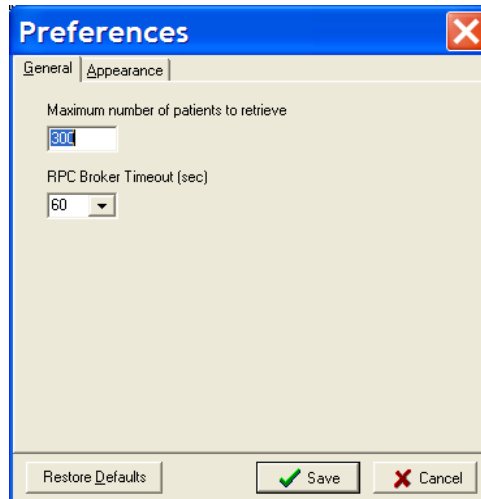 Preferences
General Appearance
Maximum number of patients to retrieve
300
RPC Broker Timeout (sec)
60
Restore Defaults Save Cancel